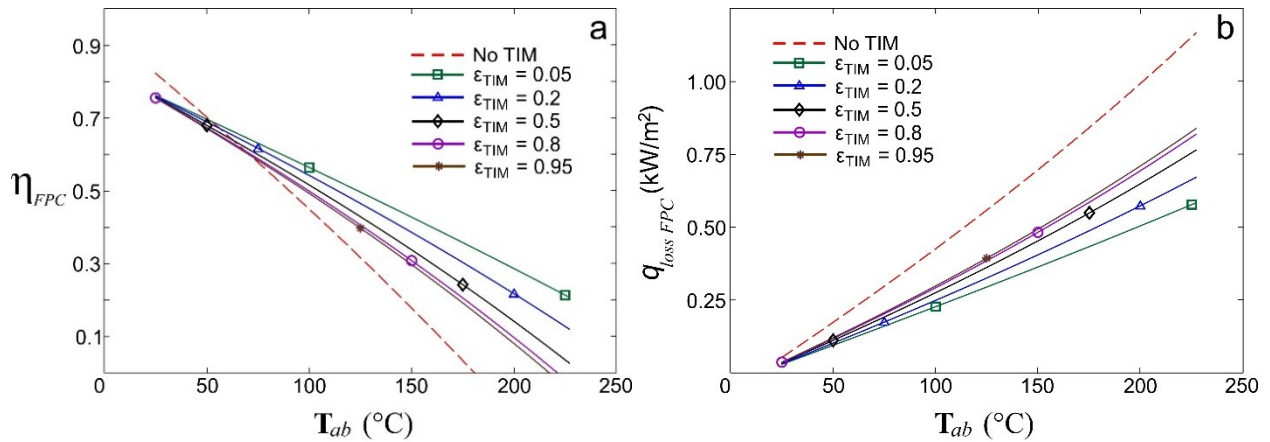 a
0.9
0.7
0.5
0.3
0.1
η_FPC
No TIM
ε_TIM = 0.05
ε_TIM = 0.2
ε_TIM = 0.5
ε_TIM = 0.8
ε_TIM = 0.95
0 50 100 150 200 250
T_ab (°C)
b
1.00
0.75
0.50
0.25
q_loss FPC (kW/m²)
No TIM
ε_TIM = 0.05
ε_TIM = 0.2
ε_TIM = 0.5
ε_TIM = 0.8
ε_TIM = 0.95
0 50 100 150 200 250
T_ab (°C)